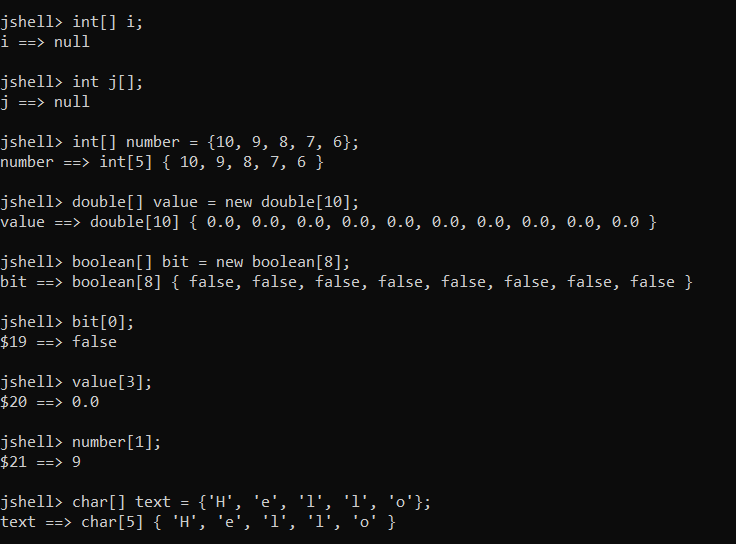 jshell> int[] i;
i ==> null
jshell> int j[];
j ==> null
jshell> int[] number = {10, 9, 8, 7, 6};
number ==> int[5] { 10, 9, 8, 7, 6 }
jshell> double[] value = new double[10];
value ==> double[10] { 0.0, 0.0, 0.0, 0.0, 0.0, 0.0, 0.0, 0.0, 0.0, 0.0 }
jshell> boolean[] bit = new boolean[8];
bit ==> boolean[8] { false, false, false, false, false, false, false, false }
jshell> bit[0];
$19 ==> false
jshell> value[3];
$20 ==> 0.0
jshell> number[1];
$21 ==> 9
jshell> char[] text = {'H', 'e', 'l', 'l', 'o'};
text ==> char[5] { 'H', 'e', 'l', 'l', 'o' }